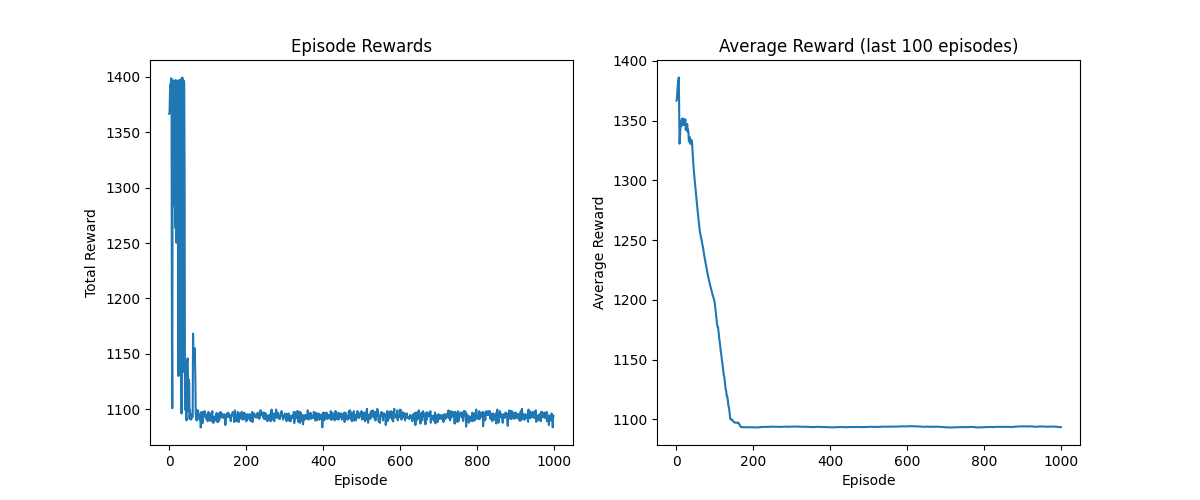 Episode Rewards
Total Reward
1400
1350
1300
1250
1200
1150
1100
0 200 400 600 800 1000
Episode
Average Reward (last 100 episodes)
Average Reward
1400
1350
1300
1250
1200
1150
1100
0 200 400 600 800 1000
Episode